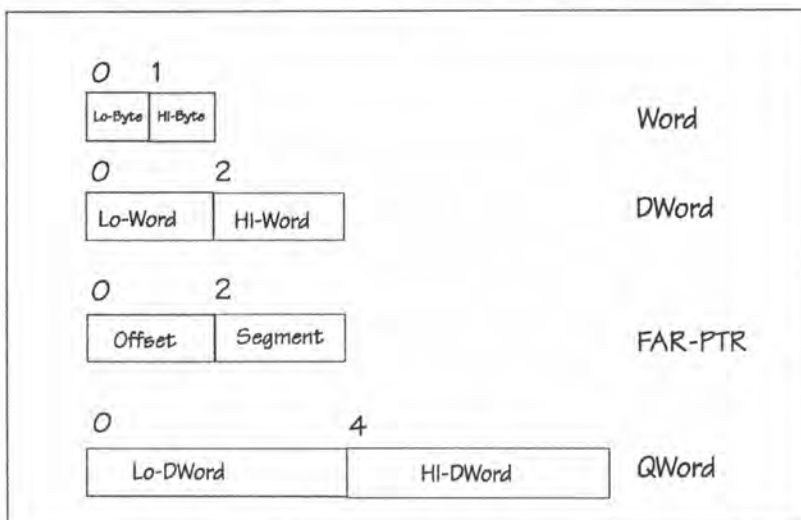 0 1
Lo-Byte HI-Byte Word
0 2
Lo-Word HI-Word DWord
0 2
Offset Segment FAR-PTR
0 4
Lo-DWord HI-DWord QWord